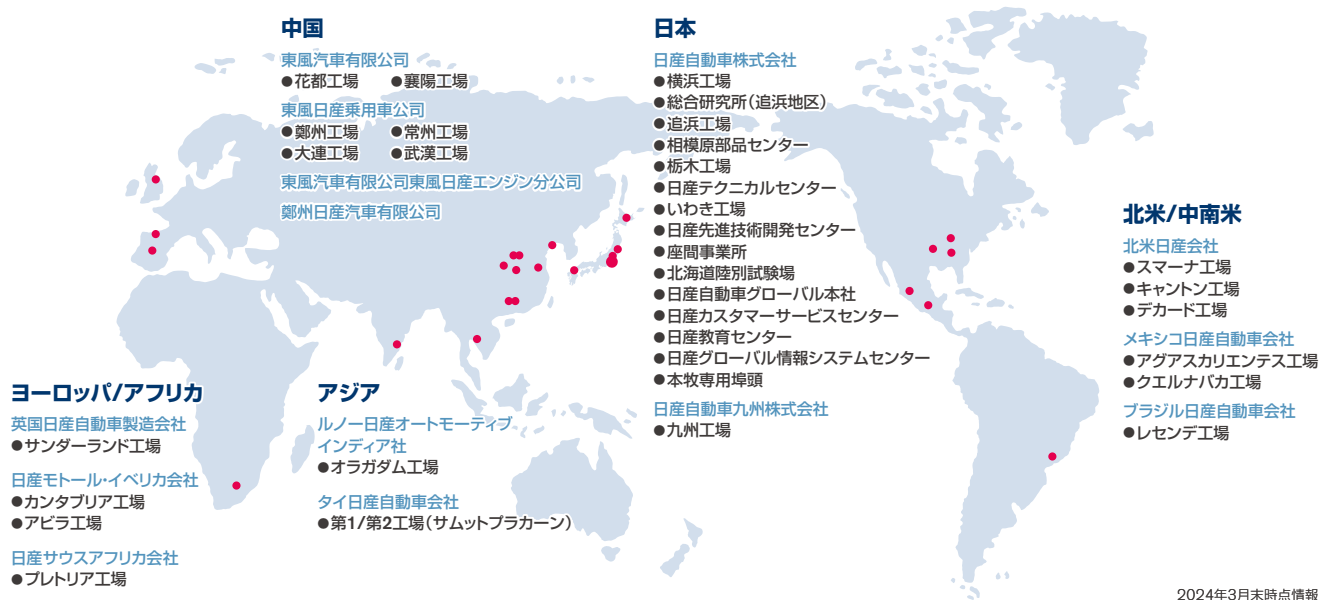 中国
東風汽車有限公司
●花都工場 ●襄陽工場
東風日産乗用車公司
●鄭州工場 ●常州工場
●大連工場 ●武漢工場
東風汽車有限公司東風日産エンジン分公司
鄭州日産汽車有限公司
日本
日産自動車株式会社
●横浜工場
●総合研究所（追浜地区）
●追浜工場
●相模原部品センター
●栃木工場
●日産テクニカルセンター
●いわき工場
●日産先進技術開発センター
●座間事業所
●北海道陸別試験場
●日産自動車グローバル本社
●日産カスタマーサービスセンター
●日産教育センター
●日産グローバル情報システムセンター
●本牧専用埠頭
日産自動車九州株式会社
●九州工場
北米/中南米
北米日産会社
●スマーナ工場
●キャントン工場
●デカード工場
メキシコ日産自動車会社
●アグアスカリエンテス工場
●クエルナバカ工場
ブラジル日産自動車会社
●レセンデ工場
ヨーロッパ/アフリカ
英国日産自動車製造会社
●サンダーランド工場
日産モトール・イベリカ会社
●カンタブリア工場
●アビラ工場
日産サウスアフリカ会社
●プレトリア工場
アジア
ルノー日産オートモーティブ
インディア社
●オラガダム工場
タイ日産自動車会社
●第1/第2工場（サムットプラカーン）
2024年3月末時点情報